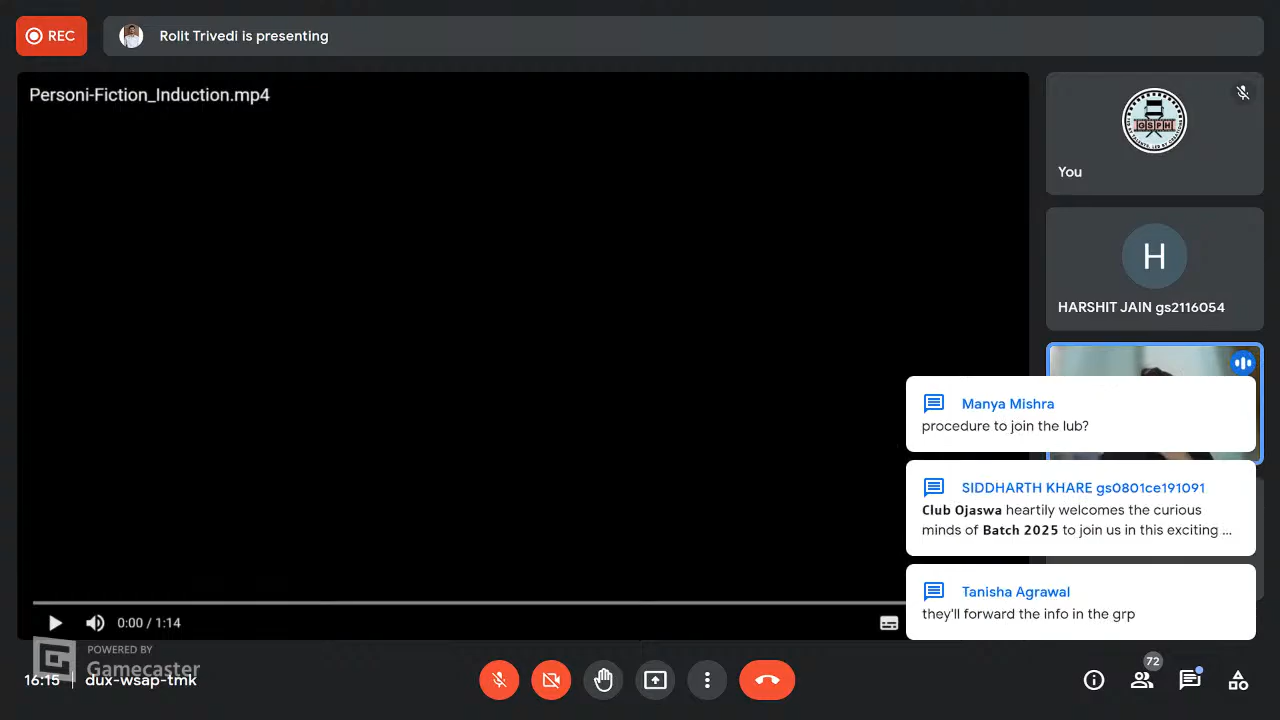 REC
Rolit Trivedi is presenting
Personi-Fiction_Induction.mp4
GSPH
You
H
HARSHIT JAIN gs2116054
Manya Mishra
procedure to join the lub?
SIDDHARTH KHARE gs0801ce191091
Club Ojaswa heartily welcomes the curious
minds of Batch 2025 to join us in this exciting ...
Tanisha Agrawal
they'll forward the info in the grp
0:00 / 1:14
POWERED BY
Gamecaster
16:15 | dux-wsap-tmk
72